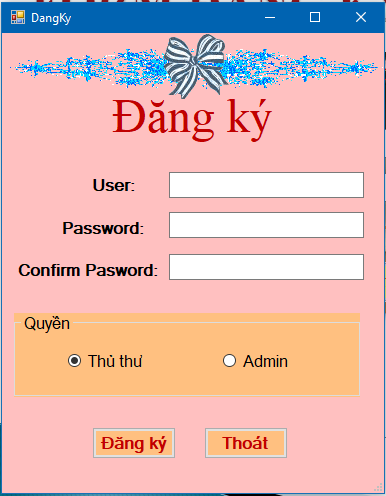 DangKy
Đăng ký
User:
Password:
Confirm Pasword:
Quyền
Thủ thư Admin
Đăng ký Thoát